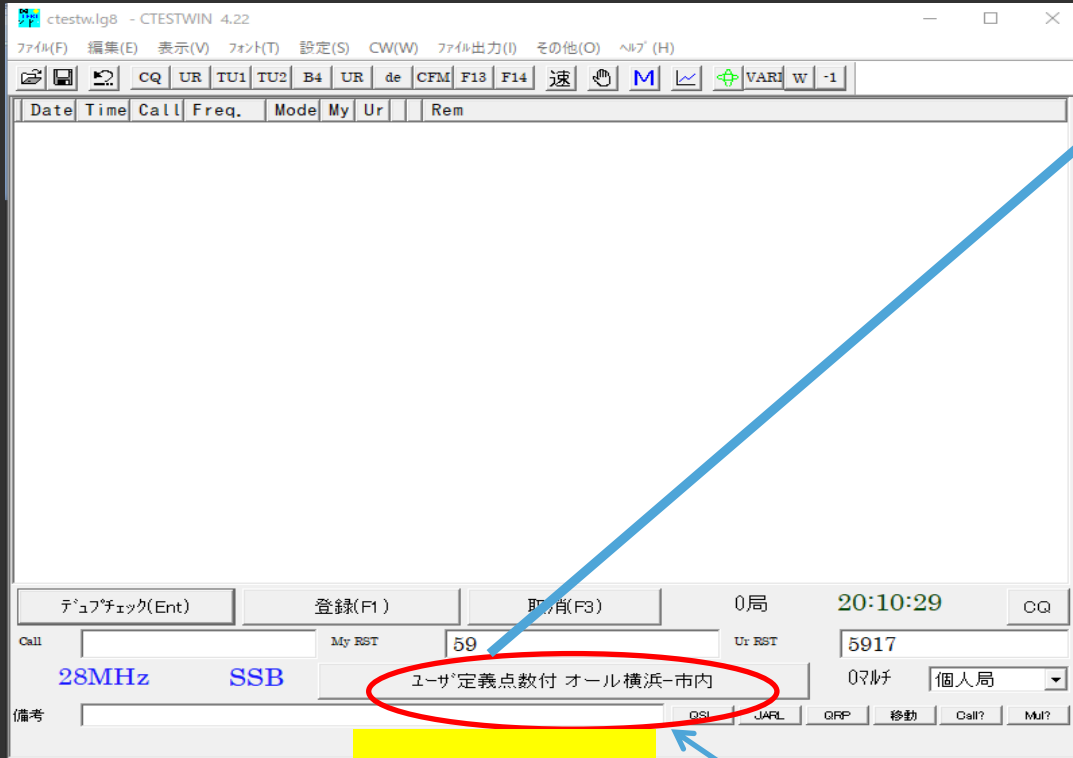 ctestw.lg8 - CTESTWIN 4.22
ﾌｧｲﾙ(F) 編集(E) 表示(V) ﾌｫﾝﾄ(T) 設定(S) CW(W) ﾌｧｲﾙ出力(I) その他(O) ﾍﾙﾌﾟ(H)
CQ UR TU1 TU2 B4 UR de CFM F13 F14 速 M VARI W -1
Date Time Call Freq. Mode My Ur Rem
ﾃﾞｭﾌﾟﾁｪｯｸ(Ent) 登録(F1) 取消(F3) 0局 20:10:29 CQ
Call My RST 59 Ur RST 5917
28MHz SSB ﾕｰｻﾞ定義点数付 オール横浜-市内 0ﾏﾙﾁ 個人局
備考 QSL JARL QRP 移動 Call? Mul?